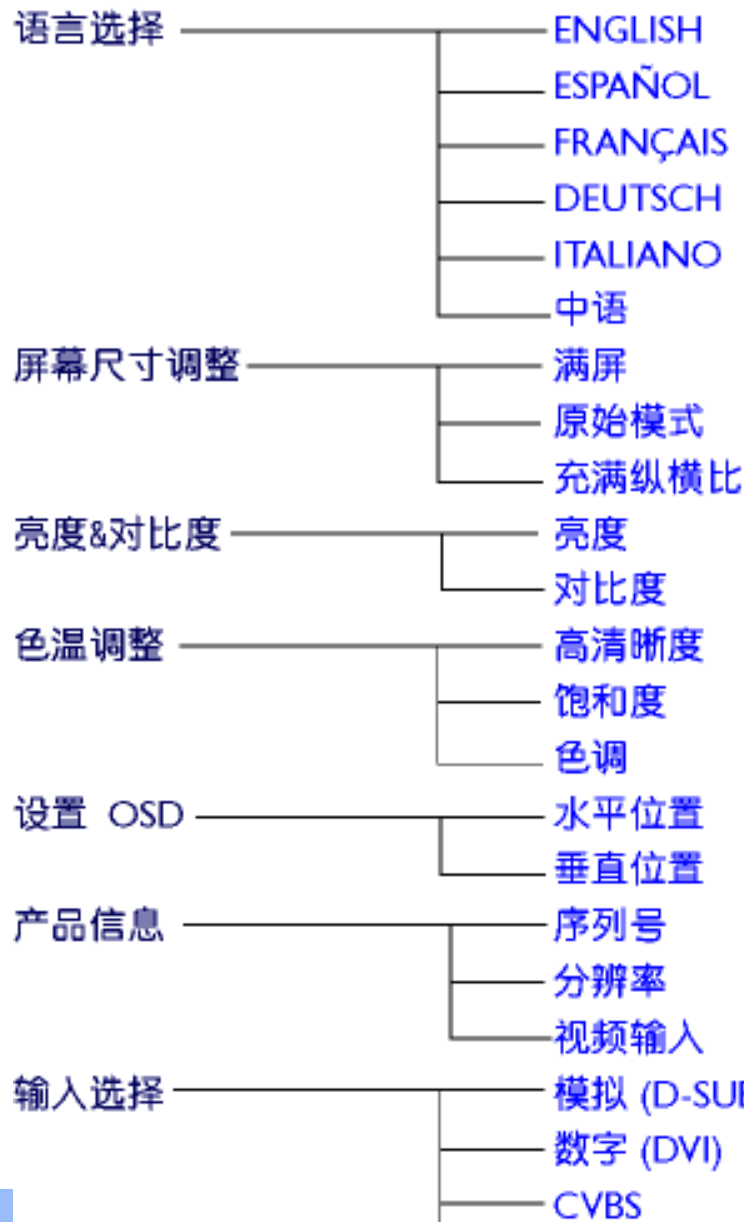 语言选择 ENGLISH
ESPAÑOL
FRANÇAIS
DEUTSCH
ITALIANO
中语
屏幕尺寸调整 满屏
原始模式
充满纵横比
亮度&对比度 亮度
对比度
色温调整 高清晰度
饱和度
色调
设置 OSD 水平位置
垂直位置
产品信息 序列号
分辨率
视频输入
输入选择 模拟 (D-SUB
数字 (DVI)
CVBS